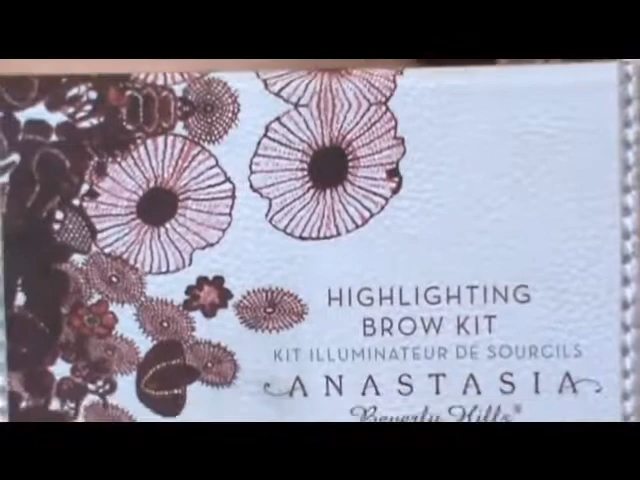 HIGHLIGHTING
BROW KIT
KIT ILLUMINATEUR DE SOURCILS
ANASTASIA
Beverly Hills®